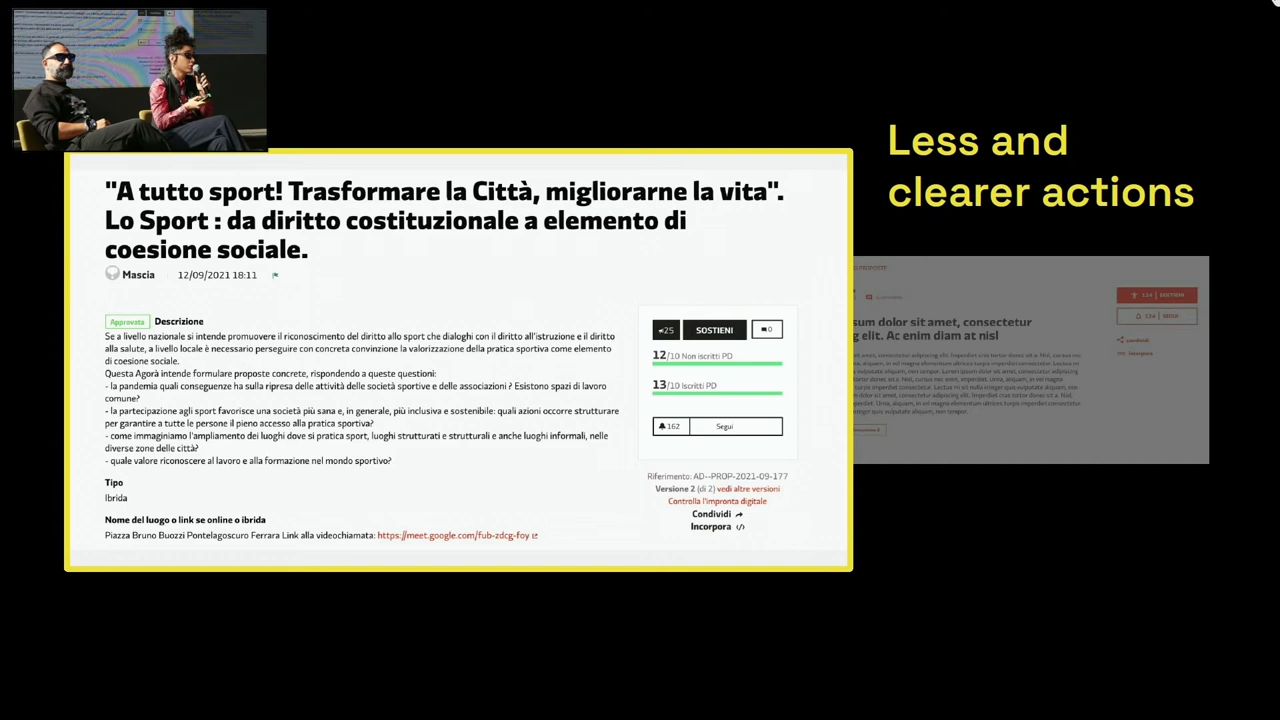 Less and
clearer actions
"A tutto sport! Trasformare la Città, migliorarne la vita".
Lo Sport : da diritto costituzionale a elemento di
coesione sociale.
Mascia 12/09/2021 18:11
Approvata Descrizione
Se a livello nazionale si intende promuovere il riconoscimento del diritto allo sport che dialoghi con il diritto all'istruzione e il diritto
alla salute, a livello locale è necessario perseguire con concreta convinzione la valorizzazione della pratica sportiva come elemento
di coesione sociale.
Questa Agorà intende formulare proposte concrete, rispondendo a queste questioni:
- la pandemia quali conseguenze ha sulla ripresa delle attività delle società sportive e delle associazioni ? Esistono spazi di lavoro
comune?
- la partecipazione agli sport favorisce una società più sana e, in generale, più inclusiva e sostenibile: quali azioni occorre strutturare
per garantire a tutte le persone il pieno accesso alla pratica sportiva?
- come immaginiamo l'ampliamento dei luoghi dove si pratica sport, luoghi strutturati e strutturali e anche luoghi informali, nelle
diverse zone delle città?
- quale valore riconoscere al lavoro e alla formazione nel mondo sportivo?
Tipo
Ibrida
Nome del luogo o link se online o ibrida
Piazza Bruno Buozzi Pontelagoscuro Ferrara Link alla videochiamata: https://meet.google.com/fub-zdcg-foy
25 SOSTIENI 0
12/10 Non iscritti PD
13/10 Iscritti PD
162 Segui
Riferimento: AD--PROP-2021-09-177
Versione 2 (di 2) vedi altre versioni
Controlla l'impronta digitale
Condividi
Incorpora
PROPOSTE
124 | SOSTIENI
134 | SEGUI
sum dolor sit amet, consectetur
g elit. Ac enim diam at nisl
condividi
incorpora